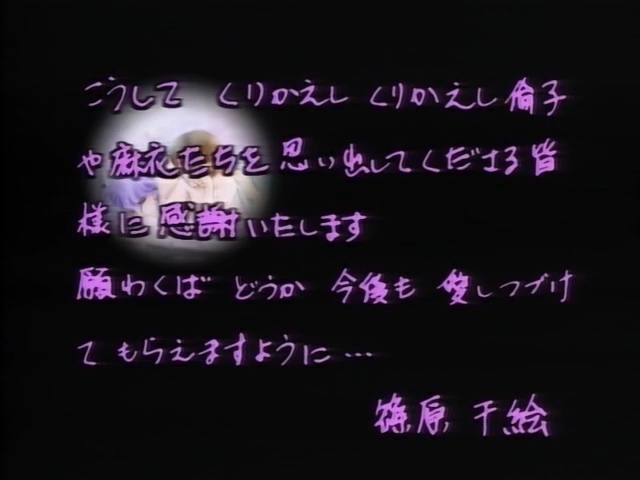 こうして くりかえし くりかえし 倫子
や麻衣たちを 思い出してくださる皆
様に 感謝いたします
願わくば どうか 今後も 愛しつづけ
てもらえますように…
篠原 千絵